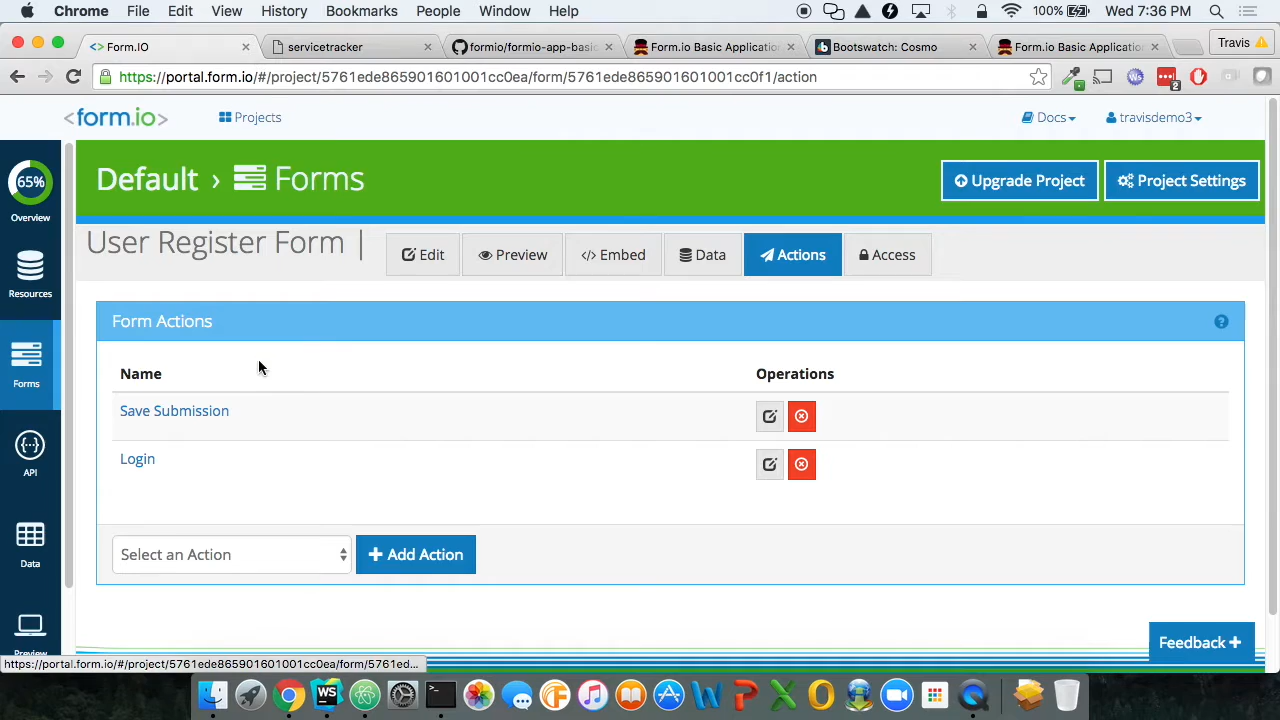 Chrome File Edit View History Bookmarks People Window Help 100% Wed 7:36 PM
<> Form.IO servicetracker formio/formio-app-basic Form.io Basic Application Bootswatch: Cosmo Form.io Basic Application Travis
https://portal.form.io/#/project/5761ede865901601001cc0ea/form/5761ede865901601001cc0f1/action
2
<form.io> Projects Docs travisdemo3
65%
Overview
Resources
Forms
API
Data
Preview
Default › Forms Upgrade Project Project Settings
User Register Form | Edit Preview </> Embed Data Actions Access
Form Actions ?
Name Operations
Save Submission
Login
Select an Action + Add Action
Feedback +
https://portal.form.io/#/project/5761ede865901601001cc0ea/form/5761ed...
WS